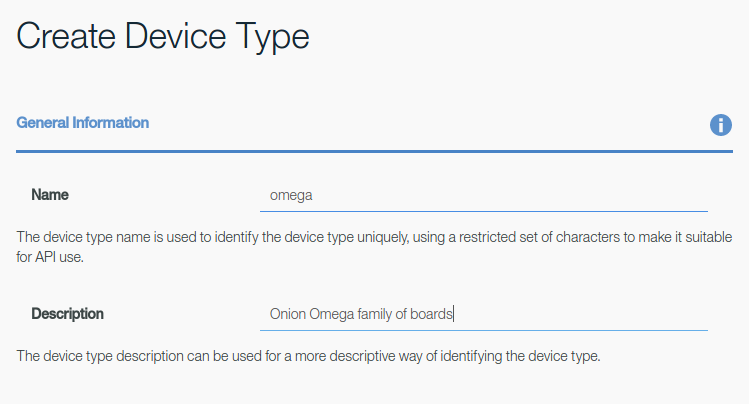 Create Device Type
General Information
Name
omega
The device type name is used to identify the device type uniquely, using a restricted set of characters to make it suitable
for API use.
Description
Onion Omega family of boards
The device type description can be used for a more descriptive way of identifying the device type.